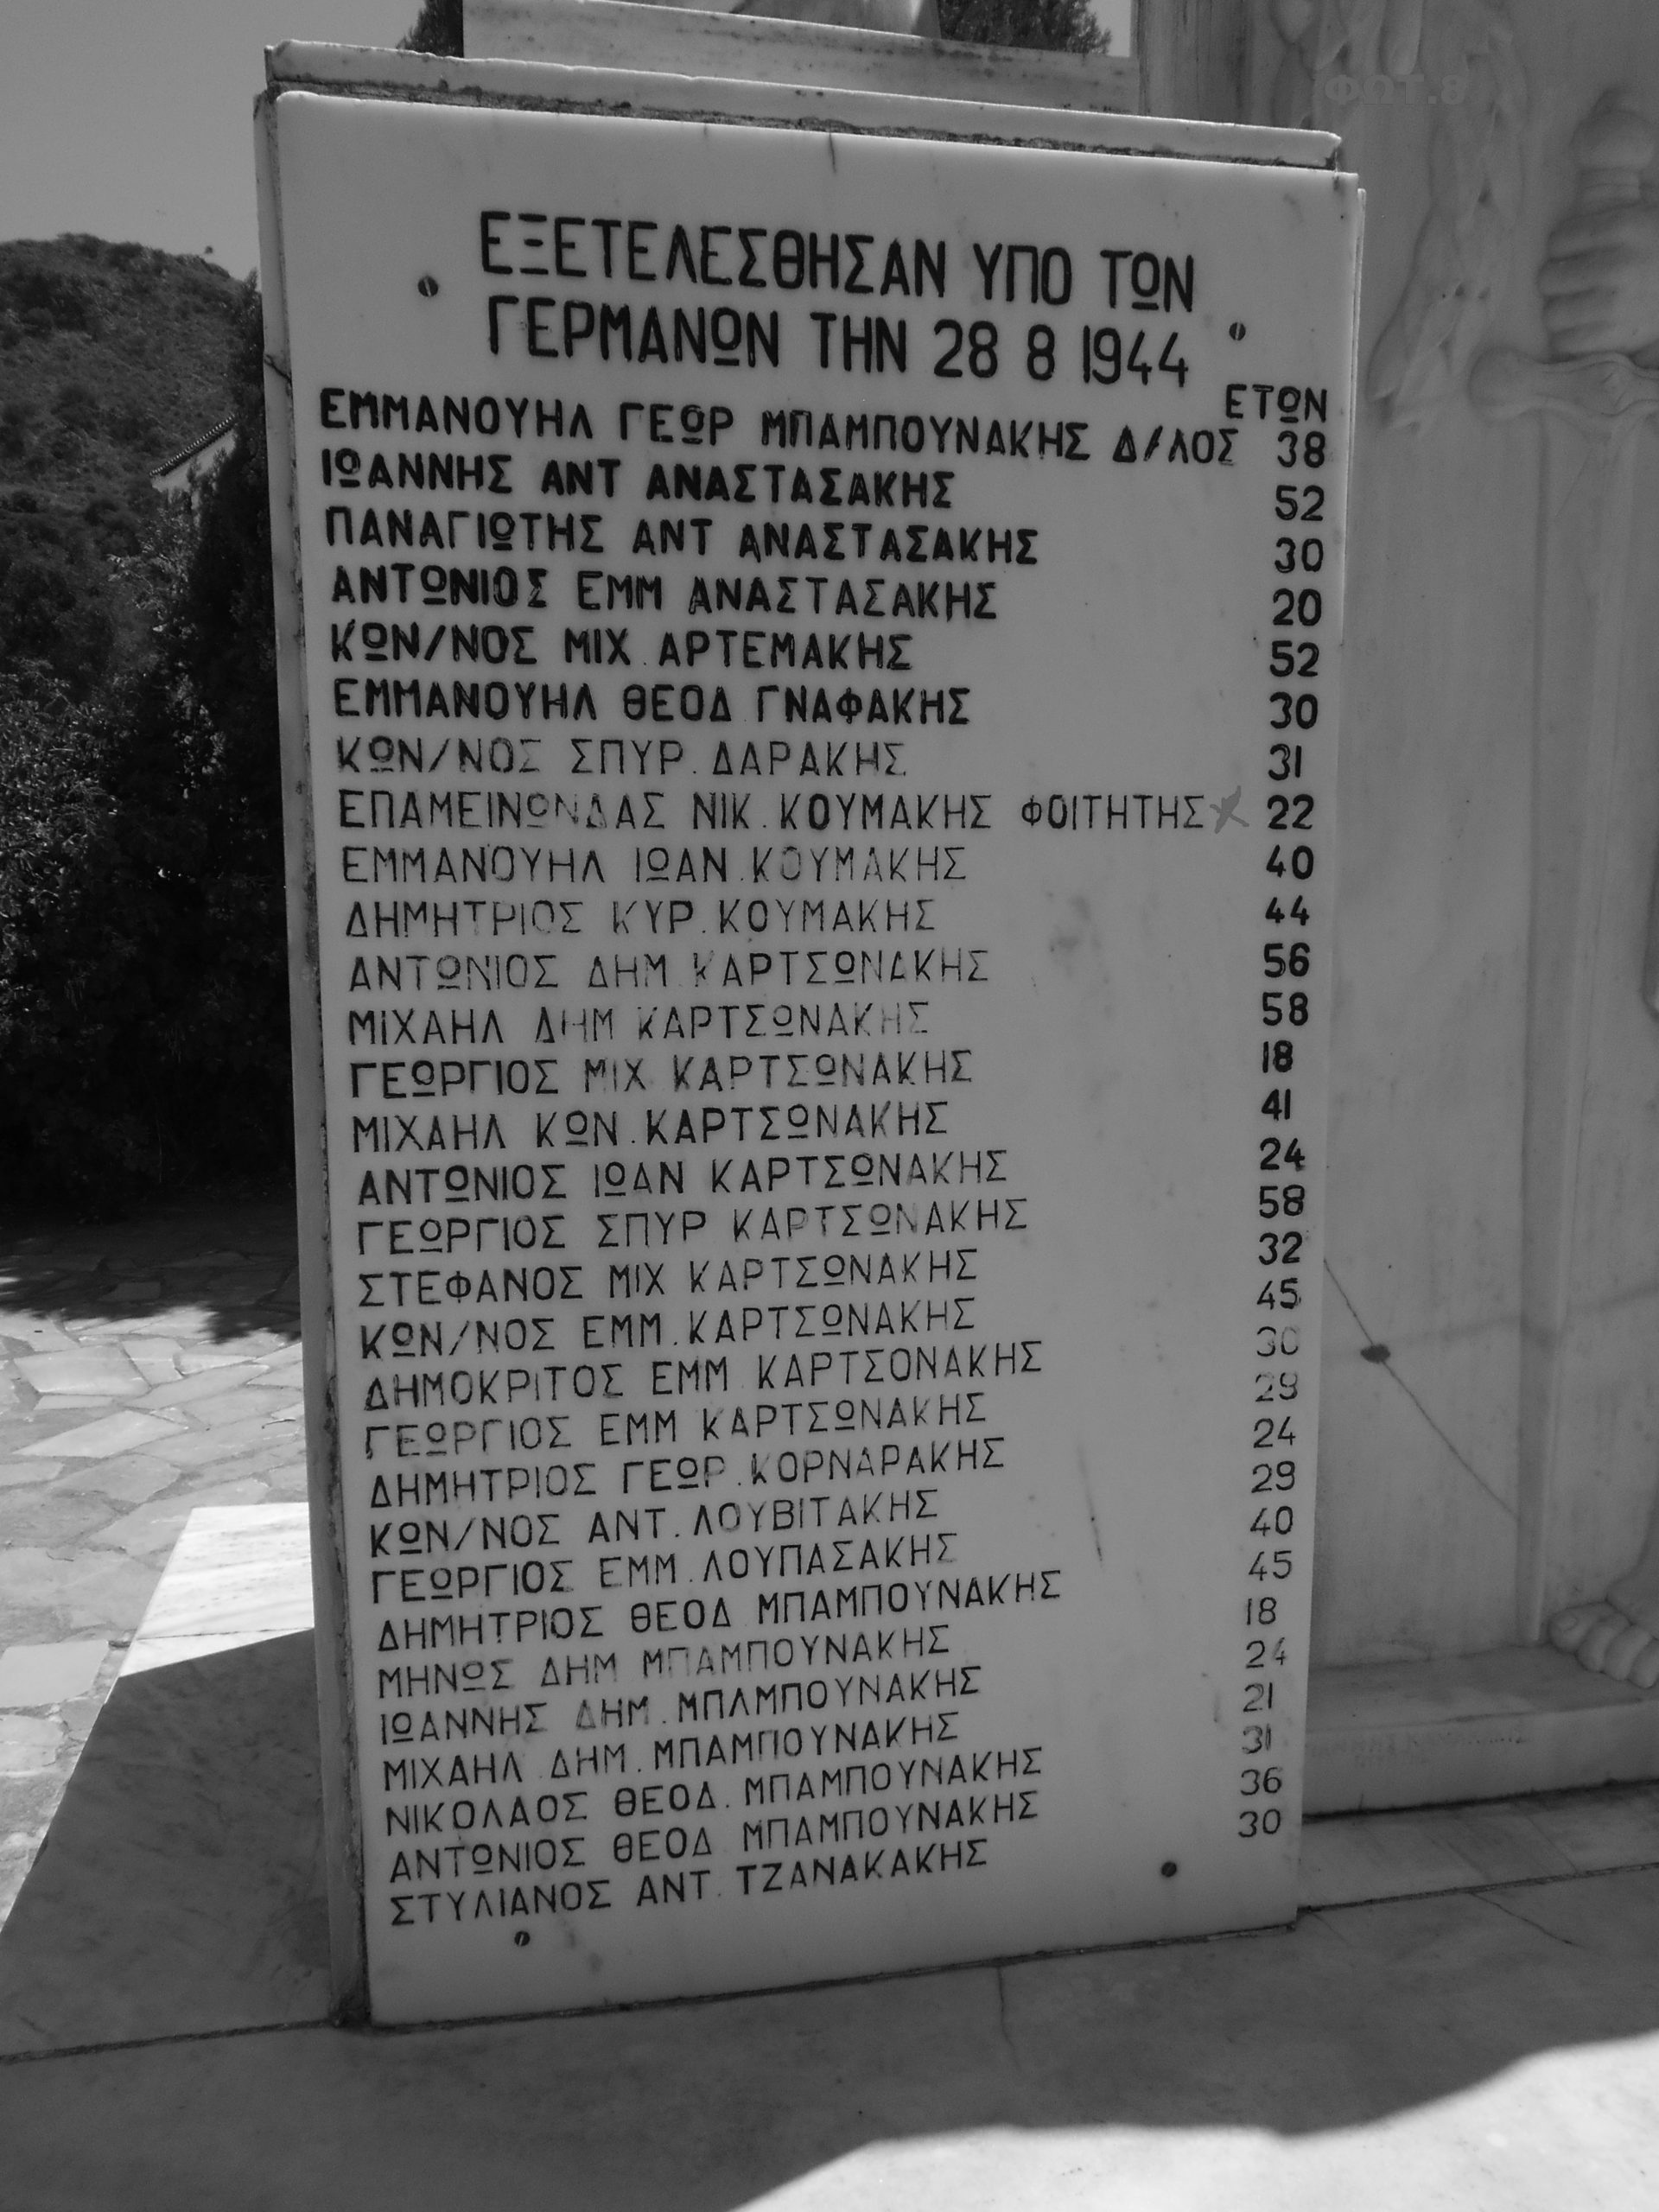 ΦΩΤ.8
ΕΞΕΤΕΛΕΣΘΗΣΑΝ ΥΠΟ ΤΩΝ
ΓΕΡΜΑΝΩΝ ΤΗΝ 28 8 1944
ΕΤΩΝ
ΕΜΜΑΝΟΥΗΛ ΓΕΩΡ ΜΠΑΜΠΟΥΝΑΚΗΣ Δ/ΛΟΣ 38
ΙΩΑΝΝΗΣ ΑΝΤ ΑΝΑΣΤΑΣΑΚΗΣ 52
ΠΑΝΑΓΙΩΤΗΣ ΑΝΤ ΑΝΑΣΤΑΣΑΚΗΣ 30
ΑΝΤΩΝΙΟΣ ΕΜΜ ΑΝΑΣΤΑΣΑΚΗΣ 20
ΚΩΝ/ΝΟΣ ΜΙΧ. ΑΡΤΕΜΑΚΗΣ 52
ΕΜΜΑΝΟΥΗΛ ΘΕΟΔ ΓΝΑΦΑΚΗΣ 30
ΚΩΝ/ΝΟΣ ΣΠΥΡ. ΔΑΡΑΚΗΣ 31
ΕΠΑΜΕΙΝΩΝΔΑΣ ΝΙΚ. ΚΟΥΜΑΚΗΣ ΦΟΙΤΗΤΗΣ 22
ΕΜΜΑΝΟΥΗΛ ΙΩΑΝ. ΚΟΥΜΑΚΗΣ 40
ΔΗΜΗΤΡΙΟΣ ΚΥΡ. ΚΟΥΜΑΚΗΣ 44
ΑΝΤΩΝΙΟΣ ΔΗΜ. ΚΑΡΤΣΩΝΑΚΗΣ 56
ΜΙΧΑΗΛ ΔΗΜ ΚΑΡΤΣΩΝΑΚΗΣ 58
ΓΕΩΡΓΙΟΣ ΜΙΧ. ΚΑΡΤΣΩΝΑΚΗΣ 18
ΜΙΧΑΗΛ ΚΩΝ. ΚΑΡΤΣΩΝΑΚΗΣ 41
ΑΝΤΩΝΙΟΣ ΙΩΑΝ ΚΑΡΤΣΩΝΑΚΗΣ 24
ΓΕΩΡΓΙΟΣ ΣΠΥΡ ΚΑΡΤΣΩΝΑΚΗΣ 58
ΣΤΕΦΑΝΟΣ ΜΙΧ ΚΑΡΤΣΩΝΑΚΗΣ 32
ΚΩΝ/ΝΟΣ ΕΜΜ. ΚΑΡΤΣΩΝΑΚΗΣ 45
ΔΗΜΟΚΡΙΤΟΣ ΕΜΜ. ΚΑΡΤΣΟΝΑΚΗΣ 30
ΓΕΩΡΓΙΟΣ ΕΜΜ ΚΑΡΤΣΩΝΑΚΗΣ 29
ΔΗΜΗΤΡΙΟΣ ΓΕΩΡ. ΚΟΡΝΑΡΑΚΗΣ 24
ΚΩΝ/ΝΟΣ ΑΝΤ. ΛΟΥΒΙΤΑΚΗΣ 29
ΓΕΩΡΓΙΟΣ ΕΜΜ. ΛΟΥΠΑΣΑΚΗΣ 40
ΔΗΜΗΤΡΙΟΣ ΘΕΟΔ ΜΠΑΜΠΟΥΝΑΚΗΣ 45
ΜΗΝΩΣ ΔΗΜ ΜΠΑΜΠΟΥΝΑΚΗΣ 18
ΙΩΑΝΝΗΣ ΔΗΜ. ΜΠΑΜΠΟΥΝΑΚΗΣ 24
ΜΙΧΑΗΛ ΔΗΜ. ΜΠΑΜΠΟΥΝΑΚΗΣ 21
ΝΙΚΟΛΑΟΣ ΘΕΟΔ. ΜΠΑΜΠΟΥΝΑΚΗΣ 31
ΑΝΤΩΝΙΟΣ ΘΕΟΔ ΜΠΑΜΠΟΥΝΑΚΗΣ 36
ΣΤΥΛΙΑΝΟΣ ΑΝΤ. ΤΖΑΝΑΚΑΚΗΣ 30